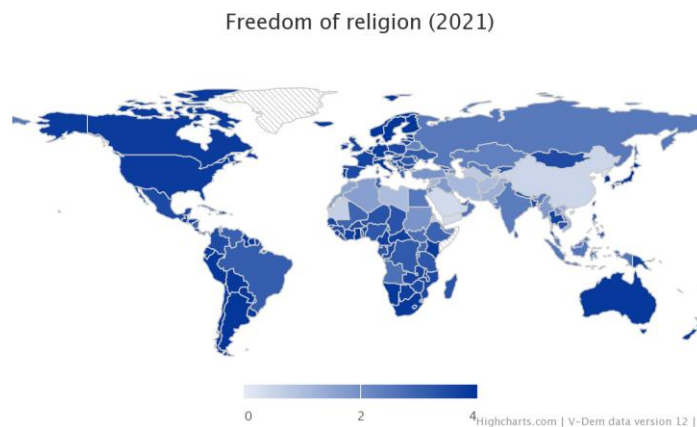 Freedom of religion (2021)
0 2 4
Highcharts.com | V-Dem data version 12 |